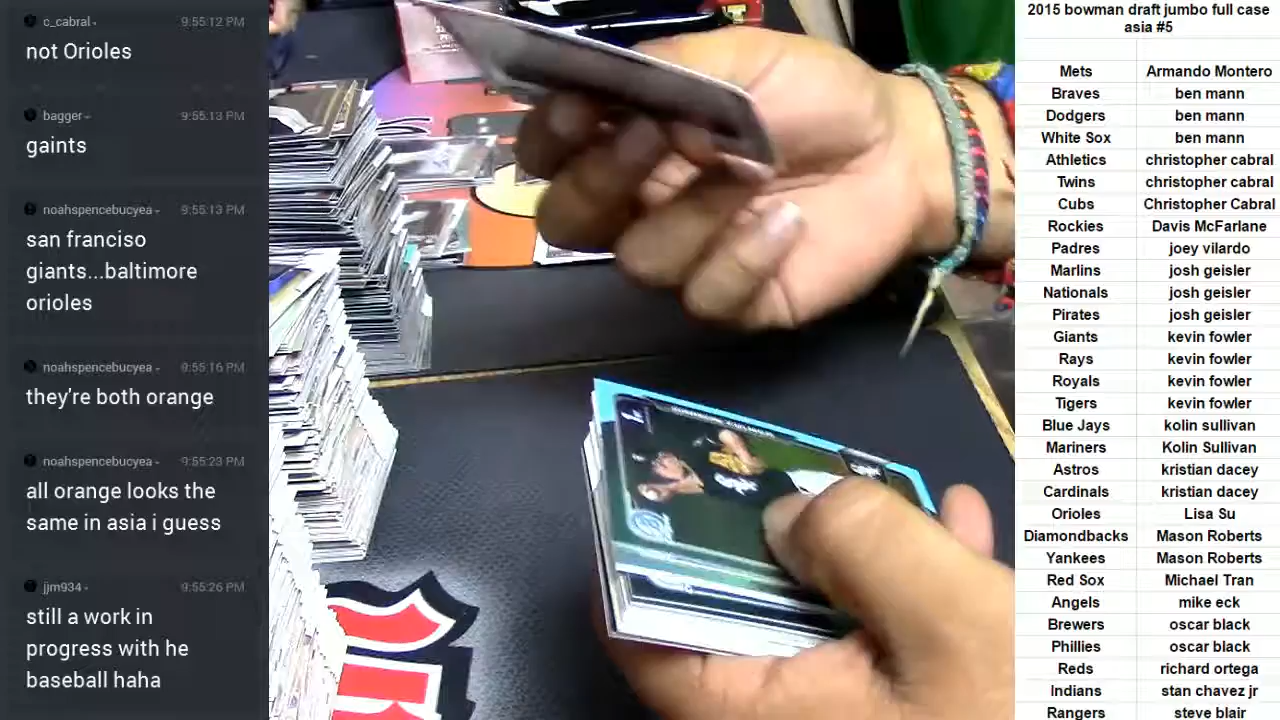 c_cabral 9:55:12 PM
not Orioles
bagger 9:55:13 PM
gaints
noahspencebucyea 9:55:13 PM
san franciso
giants...baltimore
orioles
noahspencebucyea 9:55:16 PM
they're both orange
noahspencebucyea 9:55:23 PM
all orange looks the
same in asia i guess
jjm934 9:55:26 PM
still a work in
progress with he
baseball haha
2015 bowman draft jumbo full case
asia #5
Mets Armando Montero
Braves ben mann
Dodgers ben mann
White Sox ben mann
Athletics christopher cabral
Twins christopher cabral
Cubs Christopher Cabral
Rockies Davis McFarlane
Padres joey vilardo
Marlins josh geisler
Nationals josh geisler
Pirates josh geisler
Giants kevin fowler
Rays kevin fowler
Royals kevin fowler
Tigers kevin fowler
Blue Jays kolin sullivan
Mariners Kolin Sullivan
Astros kristian dacey
Cardinals kristian dacey
Orioles Lisa Su
Diamondbacks Mason Roberts
Yankees Mason Roberts
Red Sox Michael Tran
Angels mike eck
Brewers oscar black
Phillies oscar black
Reds richard ortega
Indians stan chavez jr
Rangers steve blair